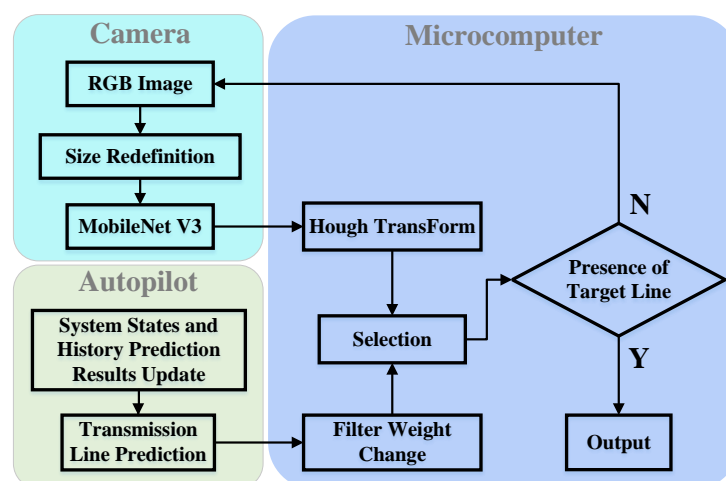 Camera
RGB Image
Size Redefinition
MobileNet V3
Autopilot
System States and
History Prediction
Results Update
Transmission
Line Prediction
Microcomputer
Hough TransForm
Selection
Filter Weight
Change
Presence of
Target Line
N
Y
Output